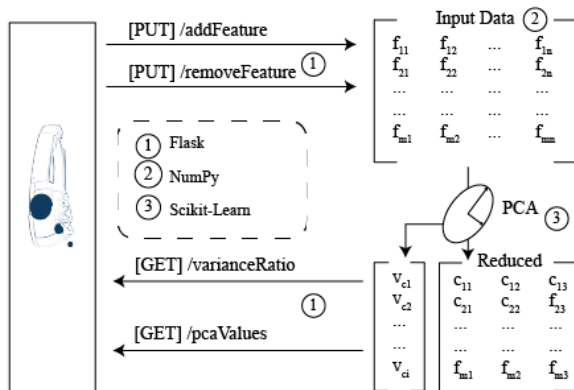 [PUT] /addFeature
[PUT] /removeFeature
1
Input Data 2
f11 f12 ... f1n
f21 f22 ... f2n
... ... ... ...
... ... ... ...
fm1 fm2 ... fmm
1 Flask
2 NumPy
3 Scikit-Learn
PCA 3
[GET] /varianceRatio
1
[GET] /pcaValues
vc1
vc2
...
...
vci
Reduced
c11 c12 c13
c21 c22 f23
... ... ...
... ... ...
fm1 fm2 fm3